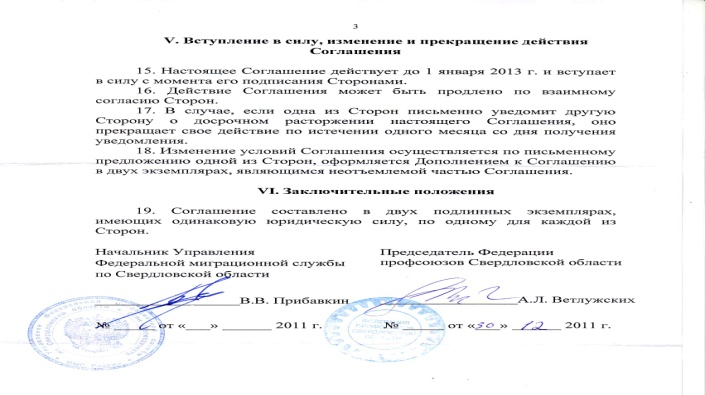 3
V. Вступление в силу, изменение и прекращение действия
Соглашения
15. Настоящее Соглашение действует до 1 января 2013 г. и вступает
в силу с момента его подписания Сторонами.
16. Действие Соглашения может быть продлено по взаимному
согласию Сторон.
17. В случае, если одна из Сторон письменно уведомит другую
Сторону о досрочном расторжении настоящего Соглашения, оно
прекращает свое действие по истечении одного месяца со дня получения
уведомления.
18. Изменение условий Соглашения осуществляется по письменному
предложению одной из Сторон, оформляется Дополнением к Соглашению
в двух экземплярах, являющимся неотъемлемой частью Соглашения.
VI. Заключительные положения
19. Соглашение составлено в двух подлинных экземплярах,
имеющих одинаковую юридическую силу, по одному для каждой из
Сторон.
Начальник Управления
Федеральной миграционной службы
по Свердловской области
В.В. Прибавкин
№ от «___» _______ 2011 г.
Председатель Федерации
профсоюзов Свердловской области
А.Л. Ветлужских
№ _____ от «30» 12 2011 г.